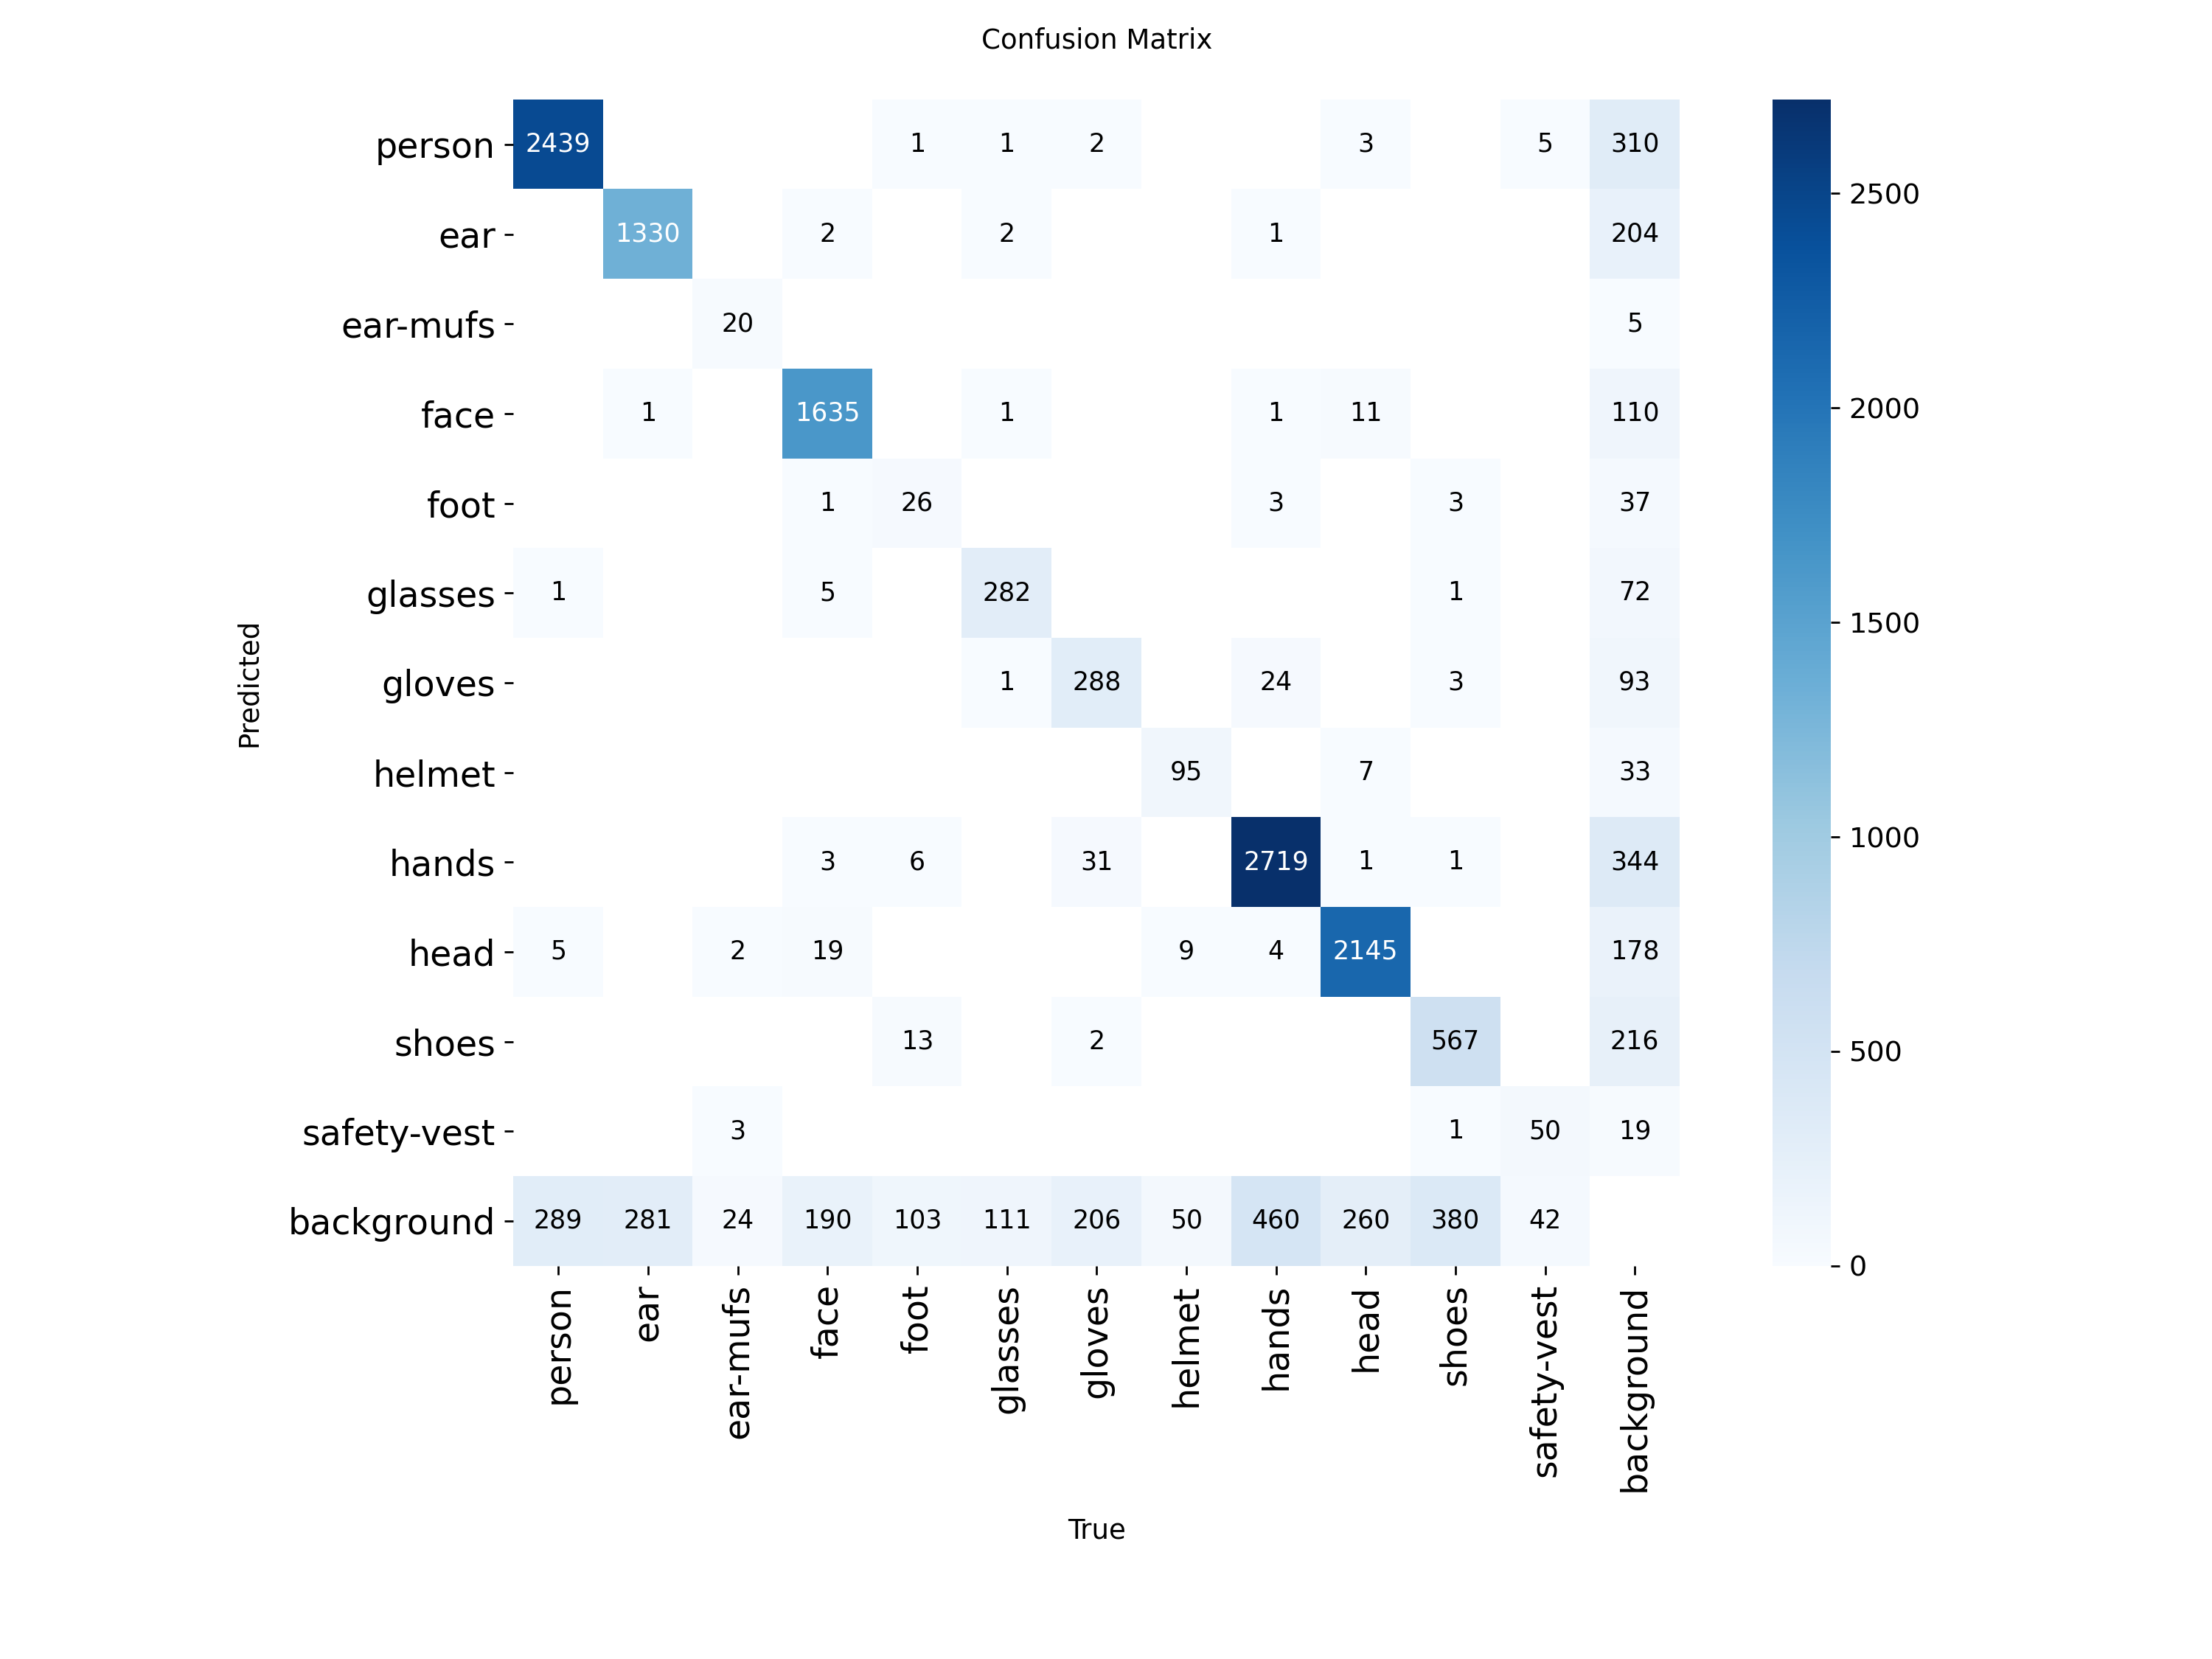 Confusion Matrix
person 2439 1 1 2 3 5 310
ear 1330 2 2 1 204
ear-mufs 20 5
face 1 1635 1 1 11 110
foot 1 26 3 3 37
glasses 1 5 282 1 72
gloves 1 288 24 3 93
helmet 95 7 33
hands 3 6 31 2719 1 1 344
head 5 2 19 9 4 2145 178
shoes 13 2 567 216
safety-vest 3 1 50 19
background 289 281 24 190 103 111 206 50 460 260 380 42
Predicted
person ear ear-mufs face foot glasses gloves helmet hands head shoes safety-vest background
True
2500
2000
1500
1000
500
0